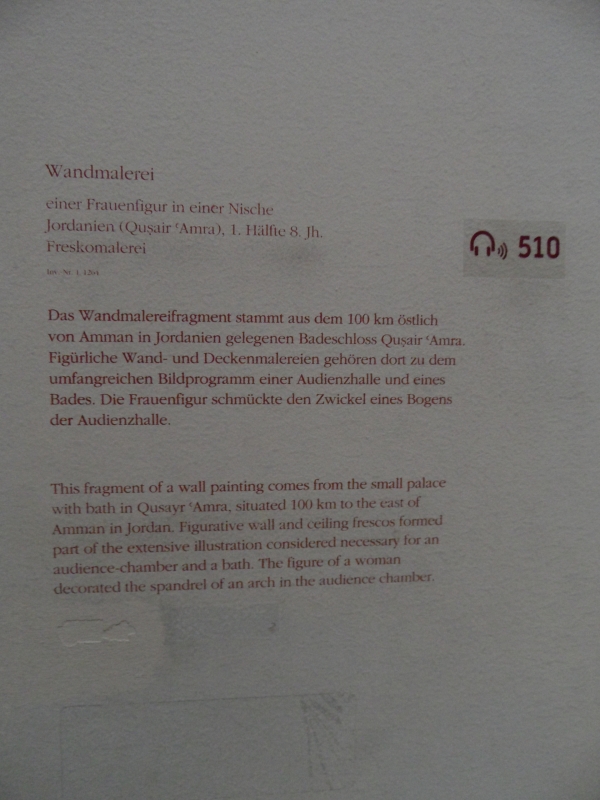 Wandmalerei
einer Frauenfigur in einer Nische
Jordanien (Quṣair ʿAmra), 1. Hälfte 8. Jh.
Freskomalerei
Inv. Nr. I. 1264
510
Das Wandmalereifragment stammt aus dem 100 km östlich
von Amman in Jordanien gelegenen Badeschloss Quṣair ʿAmra.
Figürliche Wand- und Deckenmalereien gehören dort zu dem
umfangreichen Bildprogramm einer Audienzhalle und eines
Bades. Die Frauenfigur schmückte den Zwickel eines Bogens
der Audienzhalle.
This fragment of a wall painting comes from the small palace
with bath in Qusayr ʿAmra, situated 100 km to the east of
Amman in Jordan. Figurative wall and ceiling frescos formed
part of the extensive illustration considered necessary for an
audience-chamber and a bath. The figure of a woman
decorated the spandrel of an arch in the audience chamber.